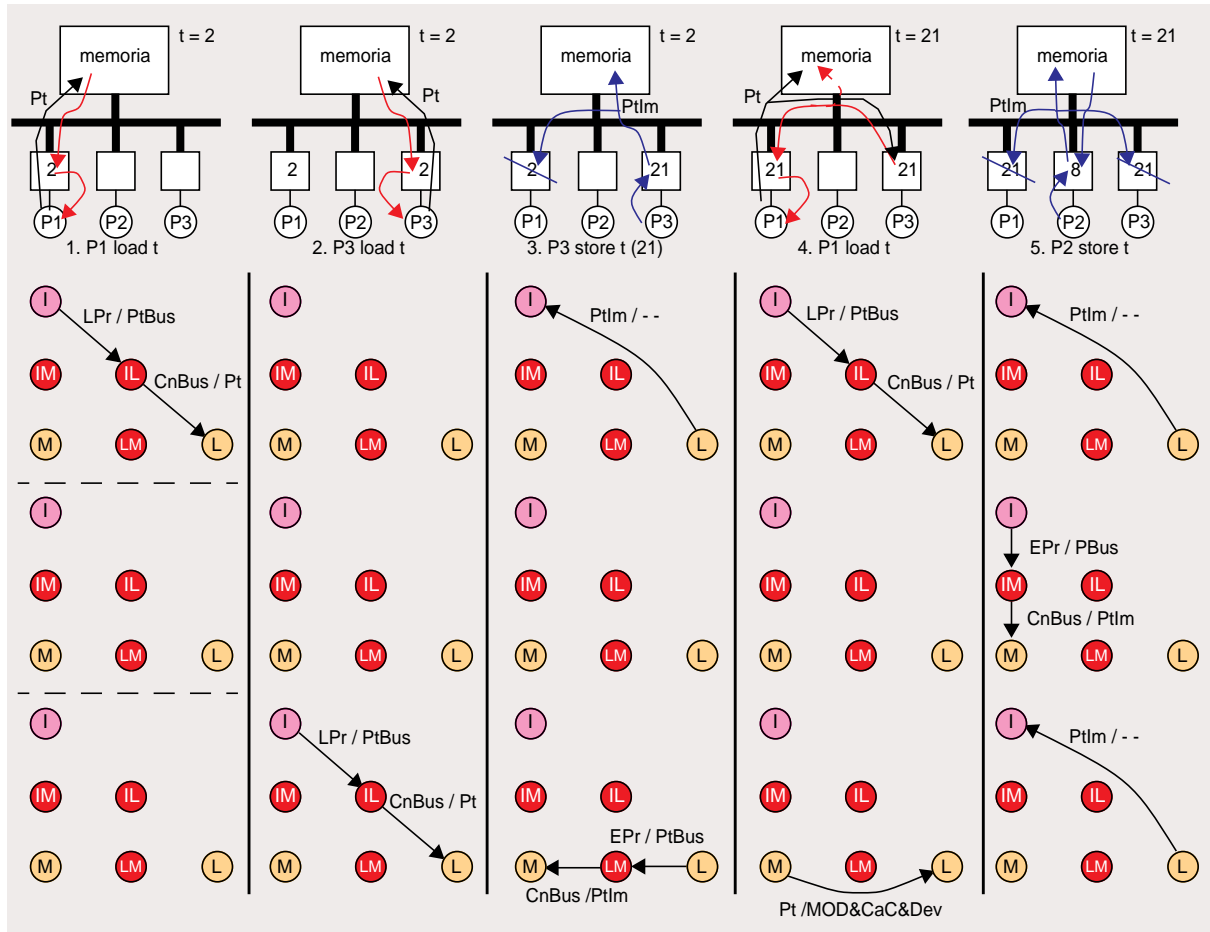 memoria
t = 2
Pt
2
P1
P2
P3
1. P1 load t
memoria
t = 2
Pt
2
2
P1
P2
P3
2. P3 load t
memoria
t = 2
PtIm
2
21
P1
P2
P3
3. P3 store t (21)
memoria
t = 21
Pt
21
21
P1
P2
P3
4. P1 load t
memoria
t = 21
PtIm
21
8
21
P1
P2
P3
5. P2 store t
I
LPr / PtBus
IM
IL
CnBus / Pt
M
LM
L
I
IM
IL
M
LM
L
I
PtIm / - -
IM
IL
M
LM
L
I
LPr / PtBus
IM
IL
CnBus / Pt
M
LM
L
I
PtIm / - -
IM
IL
M
LM
L
I
IM
IL
M
LM
L
I
IM
IL
M
LM
L
I
IM
IL
M
LM
L
I
IM
IL
M
LM
L
I
EPr / PBus
IM
IL
CnBus / PtIm
M
LM
L
I
IM
IL
M
LM
L
I
LPr / PtBus
IM
IL
CnBus / Pt
M
LM
L
I
IM
IL
EPr / PtBus
M
LM
L
CnBus /PtIm
I
IM
IL
M
LM
L
Pt /MOD&CaC&Dev
I
PtIm / - -
IM
IL
M
LM
L